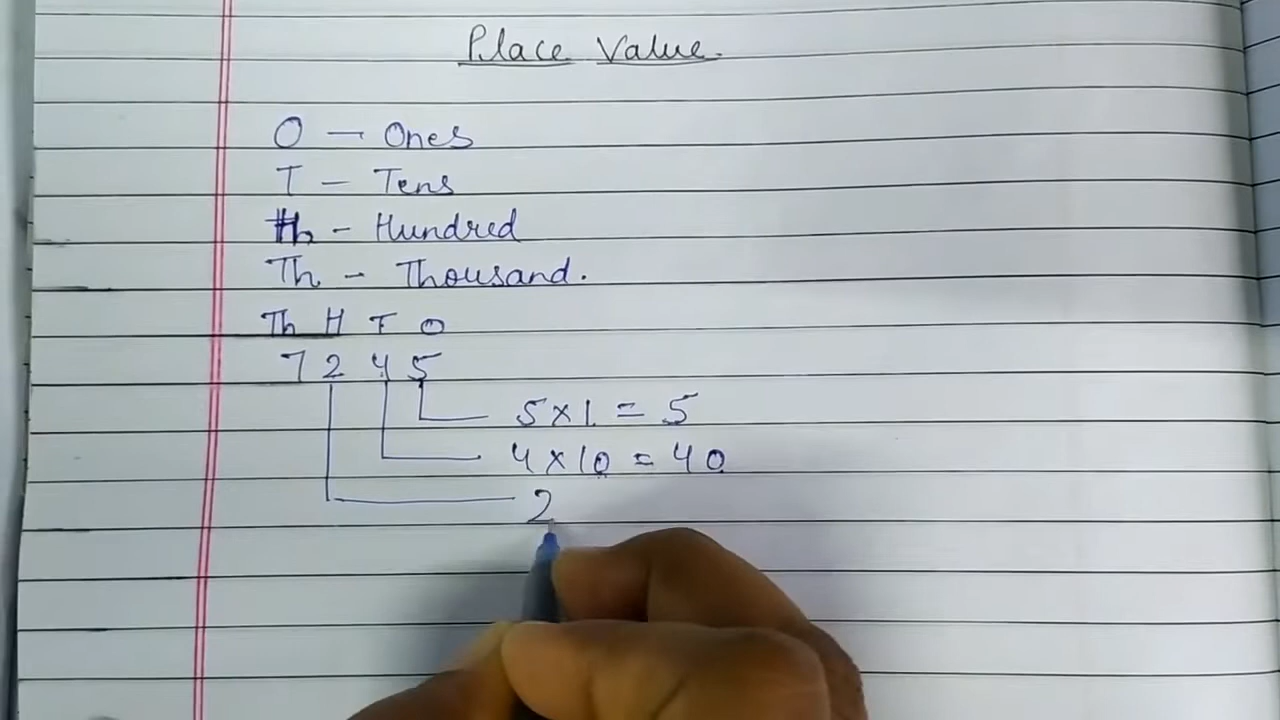 Place Value.
O — Ones
T — Tens
Hh - Hundred
Th - Thousand.
Th H T O
7 2 4 5
5 × 1 = 5
4 × 10 = 40
2